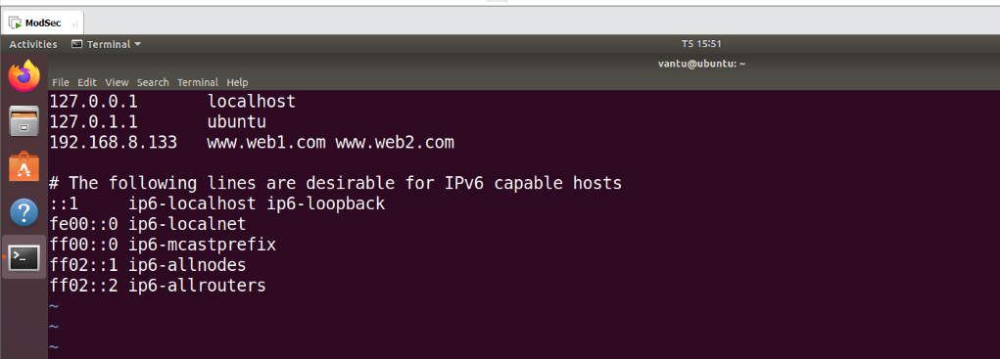 ModSec
Activities Terminal T5 15:51
vantu@ubuntu: ~
File Edit View Search Terminal Help
127.0.0.1 localhost
127.0.1.1 ubuntu
192.168.8.133 www.web1.com www.web2.com
# The following lines are desirable for IPv6 capable hosts
::1 ip6-localhost ip6-loopback
fe00::0 ip6-localnet
ff00::0 ip6-mcastprefix
ff02::1 ip6-allnodes
ff02::2 ip6-allrouters
~
~
~